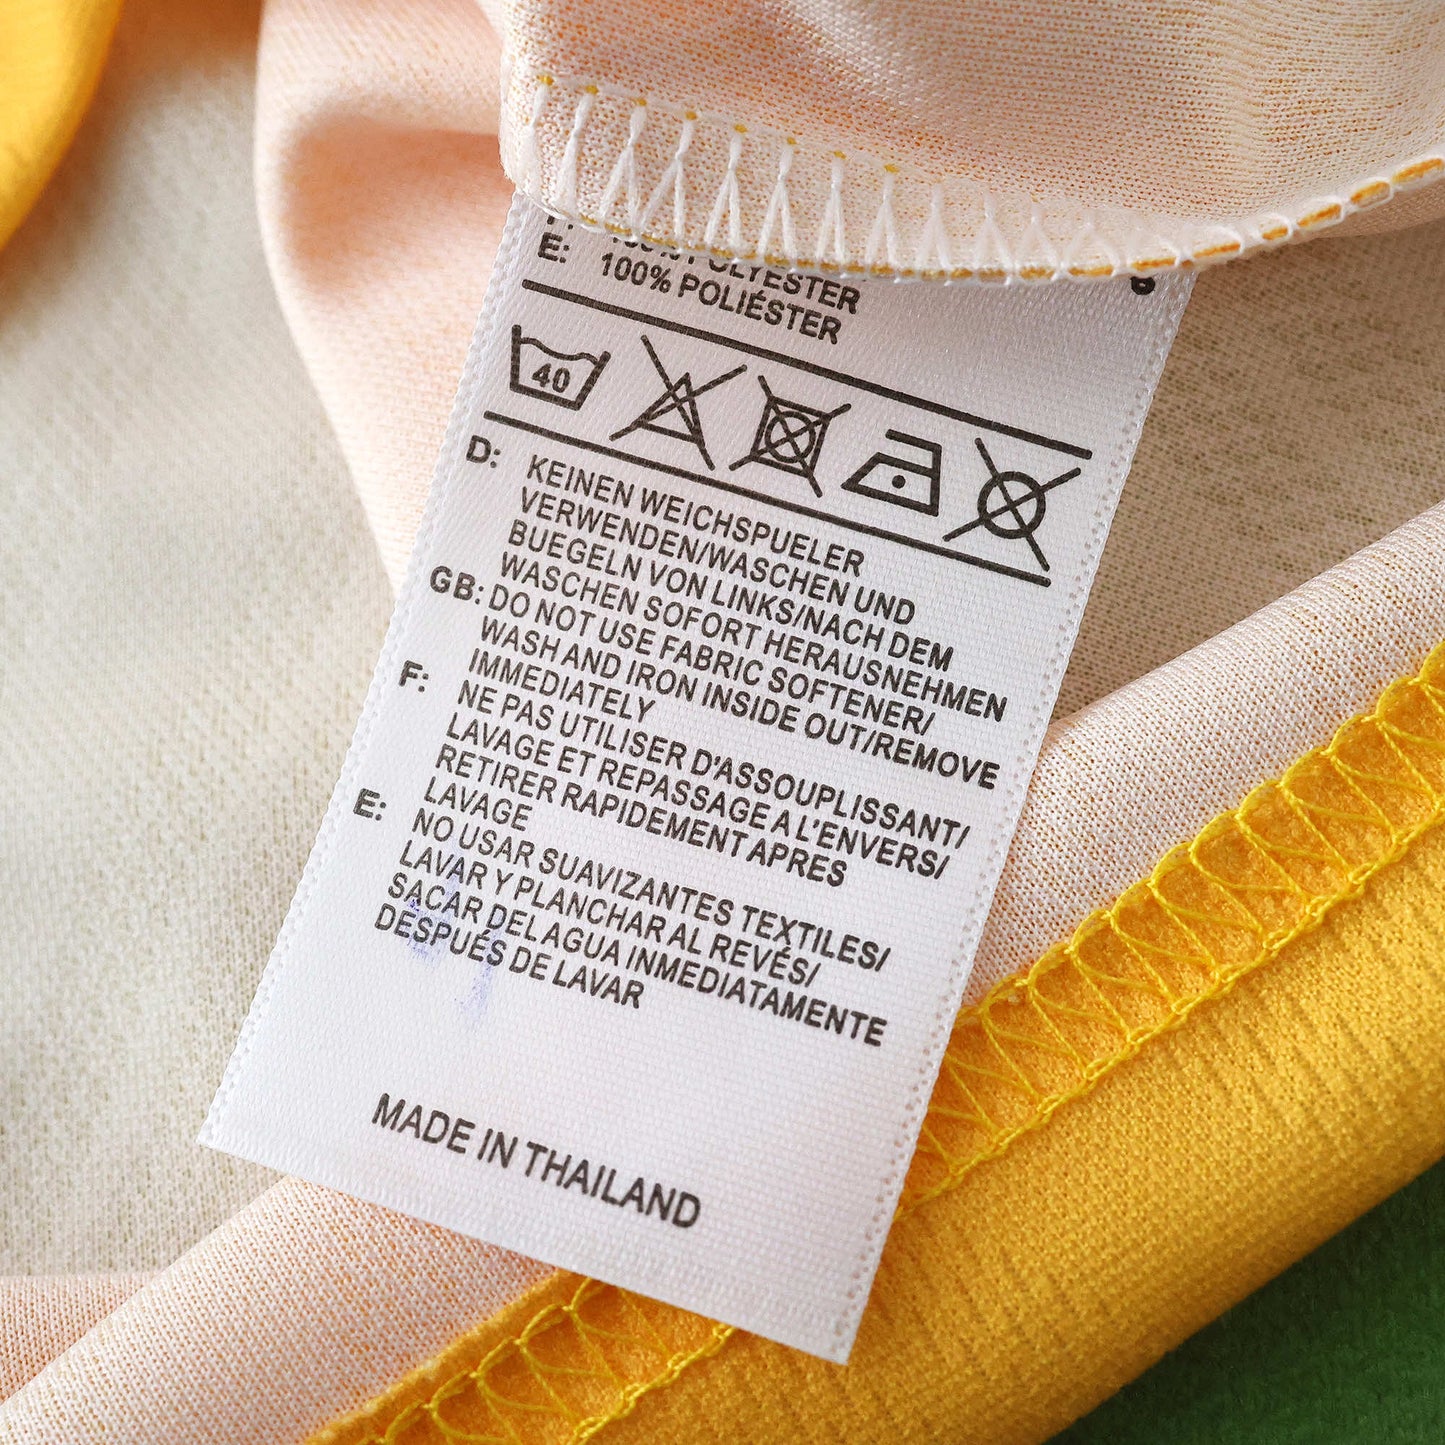 100% POLYESTER
E: 100% POLIÉSTER
40
D: KEINEN WEICHSPUELER
VERWENDEN/WASCHEN UND
BUEGELN VON LINKS/NACH DEM
WASCHEN SOFORT HERAUSNEHMEN
GB: DO NOT USE FABRIC SOFTENER/
WASH AND IRON INSIDE OUT/REMOVE
IMMEDIATELY
F: NE PAS UTILISER D'ASSOUPLISSANT/
LAVAGE ET REPASSAGE A L'ENVERS/
RETIRER RAPIDEMENT APRES
LAVAGE
E: NO USAR SUAVIZANTES TEXTILES/
LAVAR Y PLANCHAR AL REVÉS/
SACAR DEL AGUA INMEDIATAMENTE
DESPUÉS DE LAVAR
MADE IN THAILAND